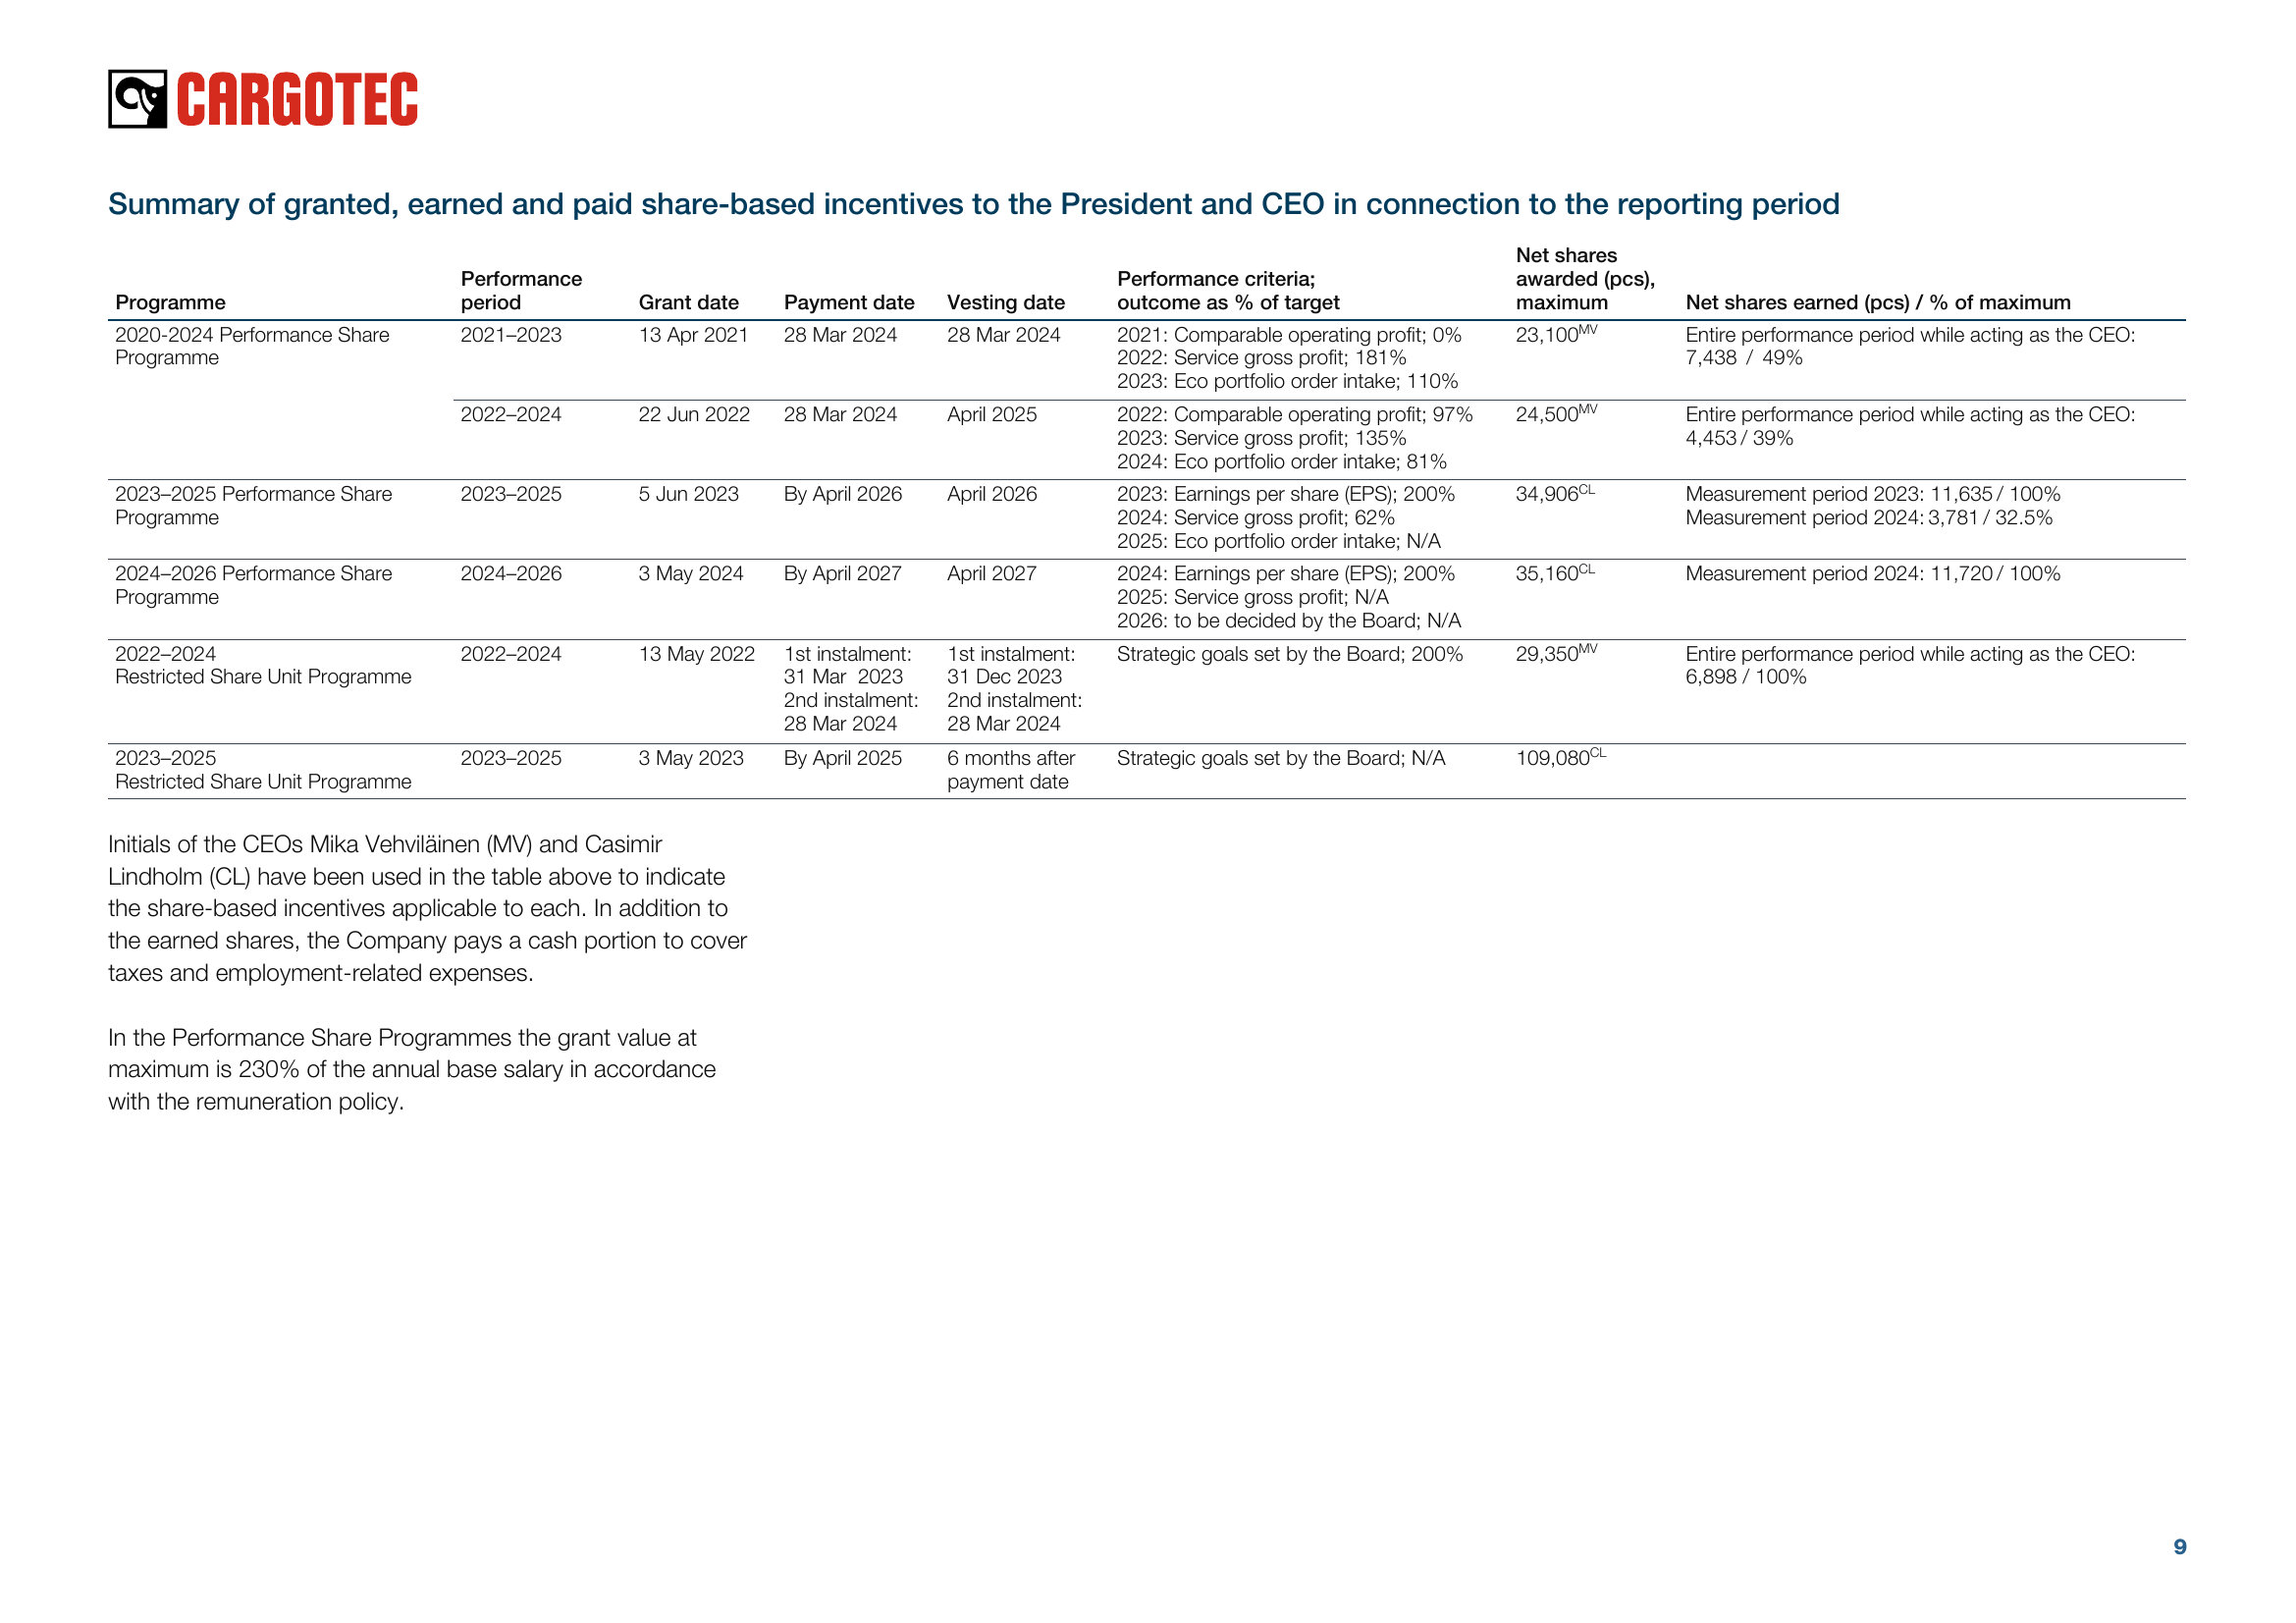 CARGOTEC
Summary of granted, earned and paid share-based incentives to the President and CEO in connection to the reporting period
Programme
Performance
period
Grant date
Payment date
Vesting date
Performance criteria;
outcome as % of target
Net shares
awarded (pcs),
maximum
Net shares earned (pcs) / % of maximum
2020-2024 Performance Share
Programme
2021–2023
13 Apr 2021
28 Mar 2024
28 Mar 2024
2021: Comparable operating profit; 0%
2022: Service gross profit; 181%
2023: Eco portfolio order intake; 110%
23,100MV
Entire performance period while acting as the CEO:
7,438 / 49%
2022–2024
22 Jun 2022
28 Mar 2024
April 2025
2022: Comparable operating profit; 97%
2023: Service gross profit; 135%
2024: Eco portfolio order intake; 81%
24,500MV
Entire performance period while acting as the CEO:
4,453 / 39%
2023–2025 Performance Share
Programme
2023–2025
5 Jun 2023
By April 2026
April 2026
2023: Earnings per share (EPS); 200%
2024: Service gross profit; 62%
2025: Eco portfolio order intake; N/A
34,906CL
Measurement period 2023: 11,635 / 100%
Measurement period 2024: 3,781 / 32.5%
2024–2026 Performance Share
Programme
2024–2026
3 May 2024
By April 2027
April 2027
2024: Earnings per share (EPS); 200%
2025: Service gross profit; N/A
2026: to be decided by the Board; N/A
35,160CL
Measurement period 2024: 11,720 / 100%
2022–2024
Restricted Share Unit Programme
2022–2024
13 May 2022
1st instalment:
31 Mar 2023
2nd instalment:
28 Mar 2024
1st instalment:
31 Dec 2023
2nd instalment:
28 Mar 2024
Strategic goals set by the Board; 200%
29,350MV
Entire performance period while acting as the CEO:
6,898 / 100%
2023–2025
Restricted Share Unit Programme
2023–2025
3 May 2023
By April 2025
6 months after
payment date
Strategic goals set by the Board; N/A
109,080CL
Initials of the CEOs Mika Vehviläinen (MV) and Casimir
Lindholm (CL) have been used in the table above to indicate
the share-based incentives applicable to each. In addition to
the earned shares, the Company pays a cash portion to cover
taxes and employment-related expenses.
In the Performance Share Programmes the grant value at
maximum is 230% of the annual base salary in accordance
with the remuneration policy.
9